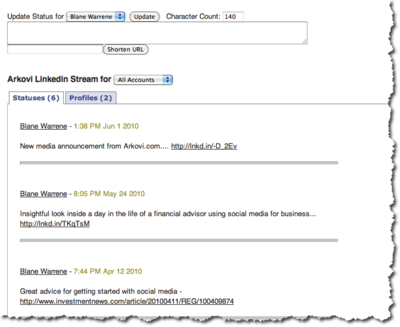 Update Status for Blane Warrene Update Character Count: 140
Shorten URL
Arkovi Linkedin Stream for All Accounts
Statuses (6) Profiles (2)
Blane Warrene - 1:38 PM Jun 1 2010
New media announcement from Arkovi.com.... http://lnkd.in/-D_2Ev
Blane Warrene - 8:05 PM May 24 2010
Insightful look inside a day in the life of a financial advisor using social media for business...
http://lnkd.in/TKqTsM
Blane Warrene - 7:44 PM Apr 12 2010
Great advice for getting started with social media -
http://www.investmentnews.com/article/20100411/REG/100409874